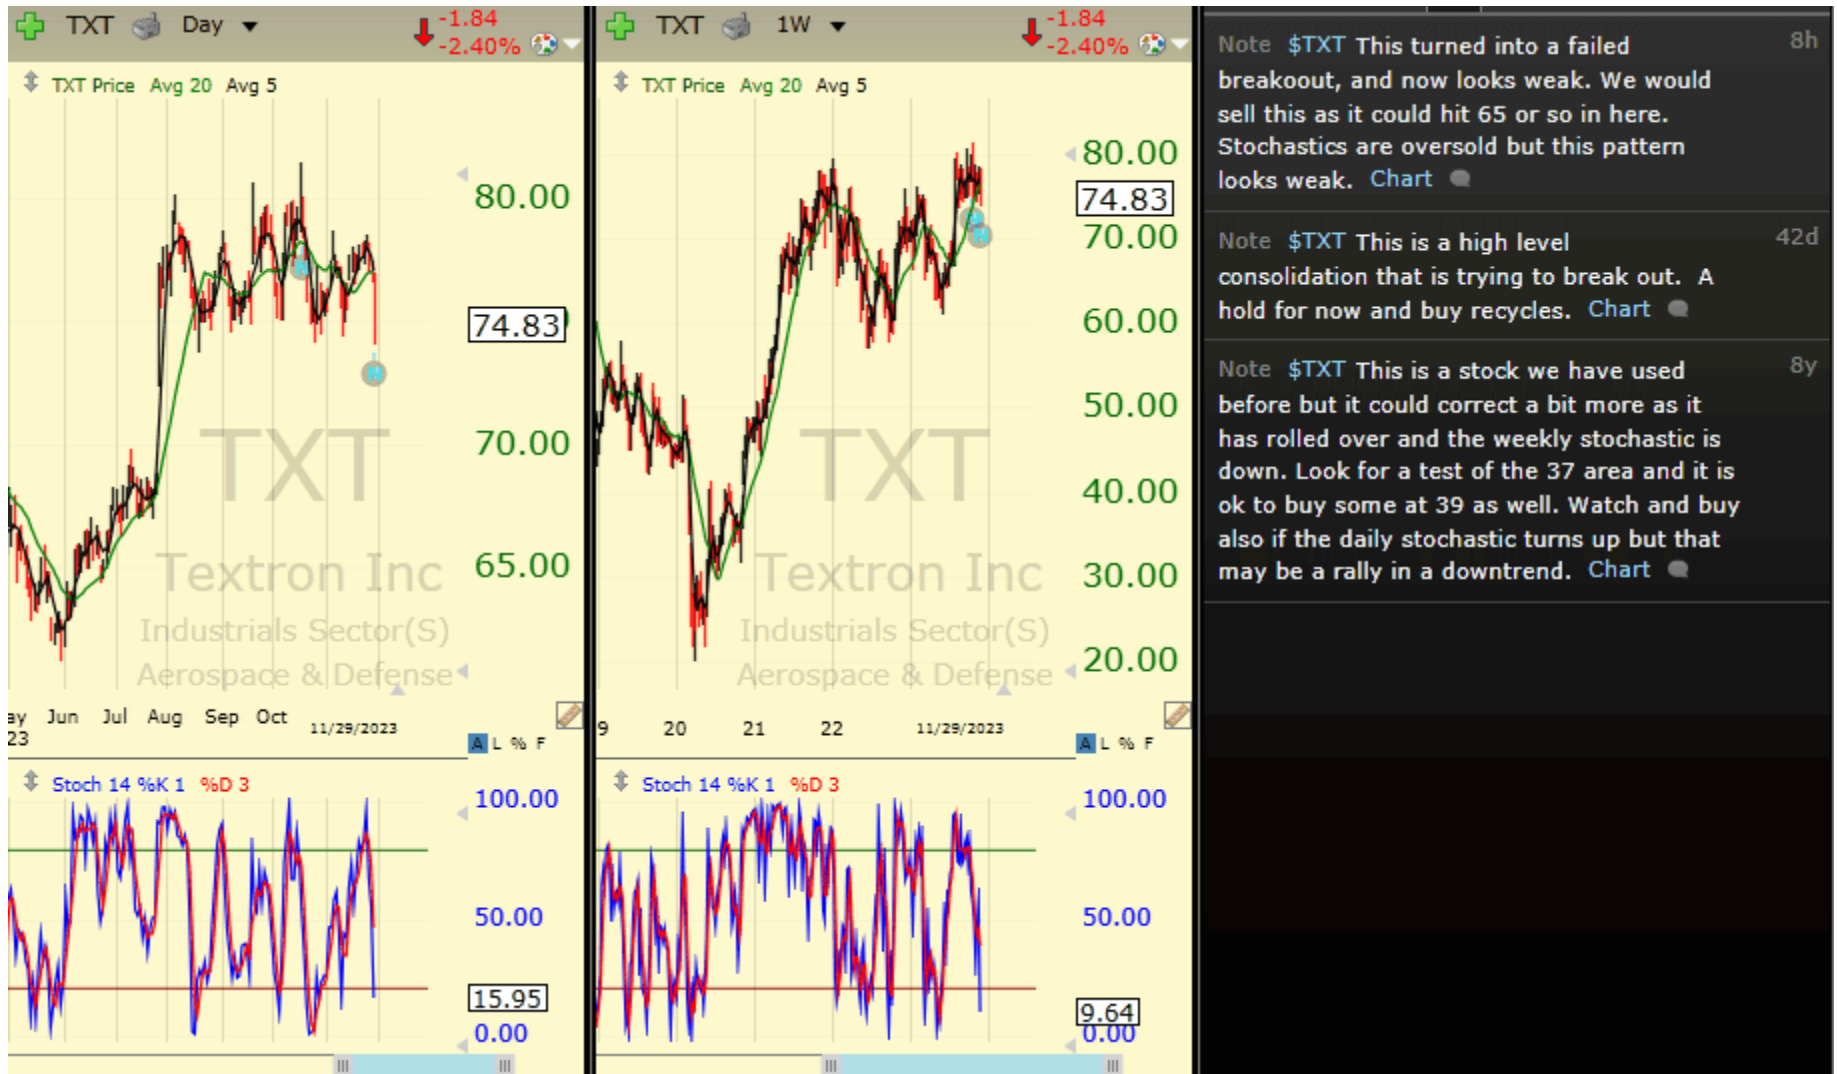 TXT Day -1.84
-2.40%
TXT Price Avg 20 Avg 5
80.00
74.83
70.00
65.00
TXT
Textron Inc
Industrials Sector(S)
Aerospace & Defense
N
N
ay Jun Jul Aug Sep Oct 11/29/2023
23
A L % F
Stoch 14 %K 1 %D 3
100.00
50.00
15.95
0.00
TXT 1W -1.84
-2.40%
TXT Price Avg 20 Avg 5
80.00
74.83
70.00
60.00
50.00
40.00
30.00
20.00
TXT
Textron Inc
Industrials Sector(S)
Aerospace & Defense
N
N
9 20 21 22 11/29/2023
A L % F
Stoch 14 %K 1 %D 3
100.00
50.00
9.64
0.00
Note $TXT This turned into a failed 8h
breakoout, and now looks weak. We would
sell this as it could hit 65 or so in here.
Stochastics are oversold but this pattern
looks weak. Chart
Note $TXT This is a high level 42d
consolidation that is trying to break out. A
hold for now and buy recycles. Chart
Note $TXT This is a stock we have used 8y
before but it could correct a bit more as it
has rolled over and the weekly stochastic is
down. Look for a test of the 37 area and it is
ok to buy some at 39 as well. Watch and buy
also if the daily stochastic turns up but that
may be a rally in a downtrend. Chart